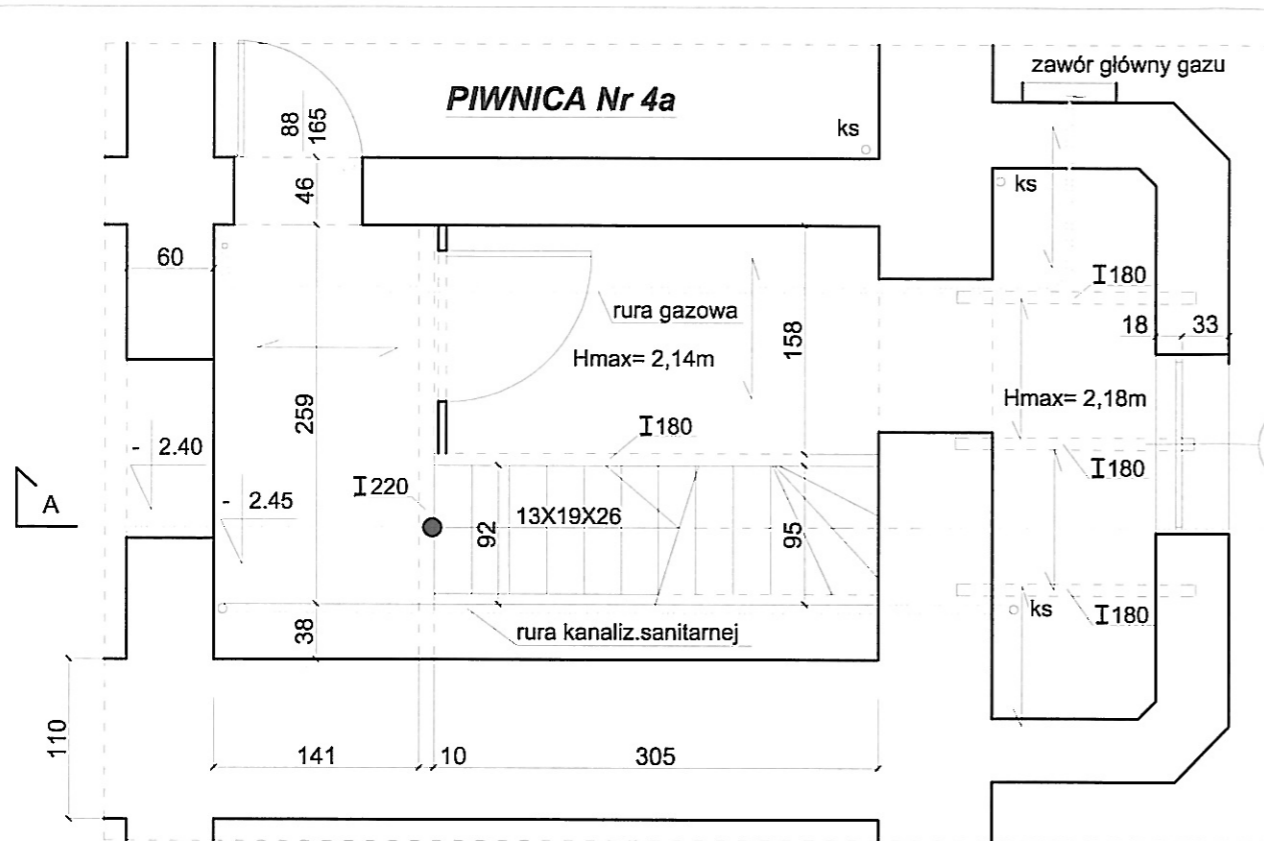 zawór główny gazu
PIWNICA Nr 4a
88
165
ks
46
ks
60
I180
rura gazowa
18
33
158
Hmax= 2,14m
259
Hmax= 2,18m
I180
- 2.40
I180
I220
A
- 2.45
13X19X26
92
95
ks
I180
38
rura kanaliz.sanitarnej
110
141
10
305